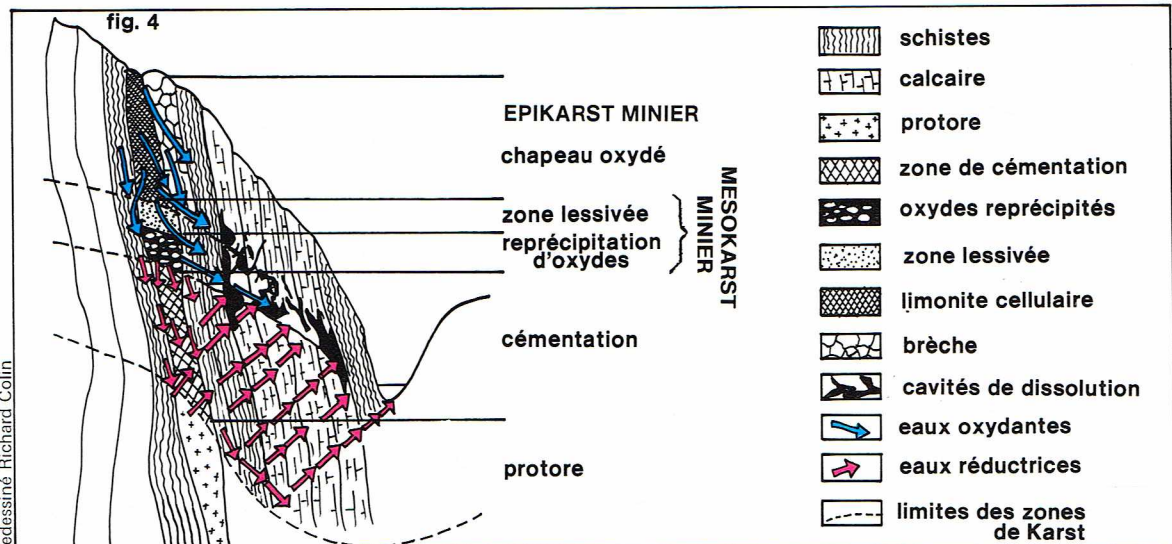 fig. 4
EPIKARST MINIER
chapeau oxydé
zone lessivée
reprécipitation
d'oxydes
MESOKARST
MINIER
cémentation
protore
schistes
calcaire
protore
zone de cémentation
oxydes reprécipités
zone lessivée
limonite cellulaire
brèche
cavités de dissolution
eaux oxydantes
eaux réductrices
limites des zones
de Karst
edessiné Richard Colin